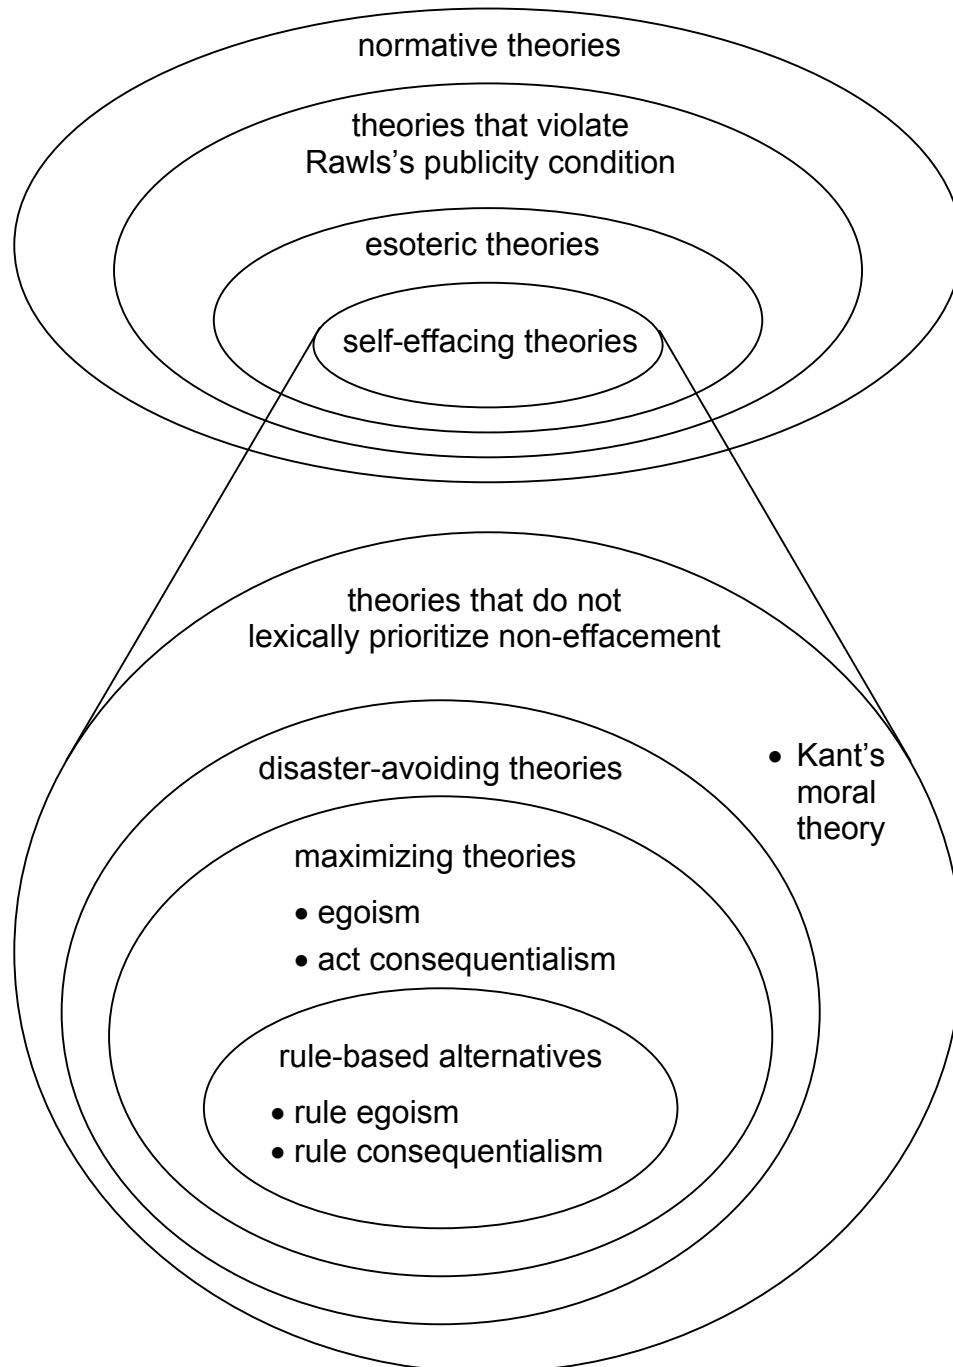 normative theories
theories that violate
Rawls’s publicity condition
esoteric theories
self-effacing theories
theories that do not
lexically prioritize non-effacement
disaster-avoiding theories
• Kant’s
moral
theory
maximizing theories
• egoism
• act consequentialism
rule-based alternatives
• rule egoism
• rule consequentialism